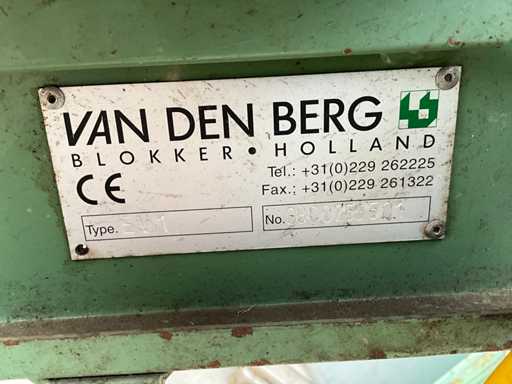 VAN DEN BERG
BLOKKER • HOLLAND
Tel.: +31(0)229 262225
Fax.: +31(0)229 261322
CE
Type.
No.